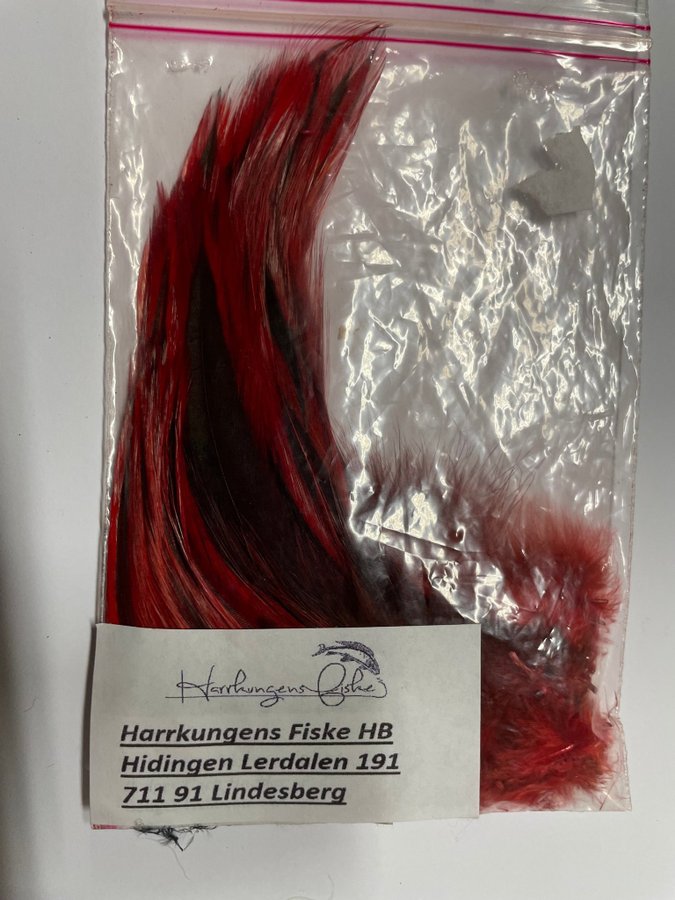 Harrkungens fiske
Harrkungens Fiske HB
Hidingen Lerdalen 191
711 91 Lindesberg